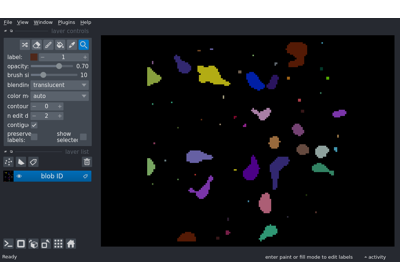 File View Window Plugins Help
layer controls
label: 1
opacity: 0.70
brush si 10
blendin translucent
color m auto
contour 0
n edit d 2
contigu
preserve labels: show selected
layer list
blob ID
Ready enter paint or fill mode to edit labels activity